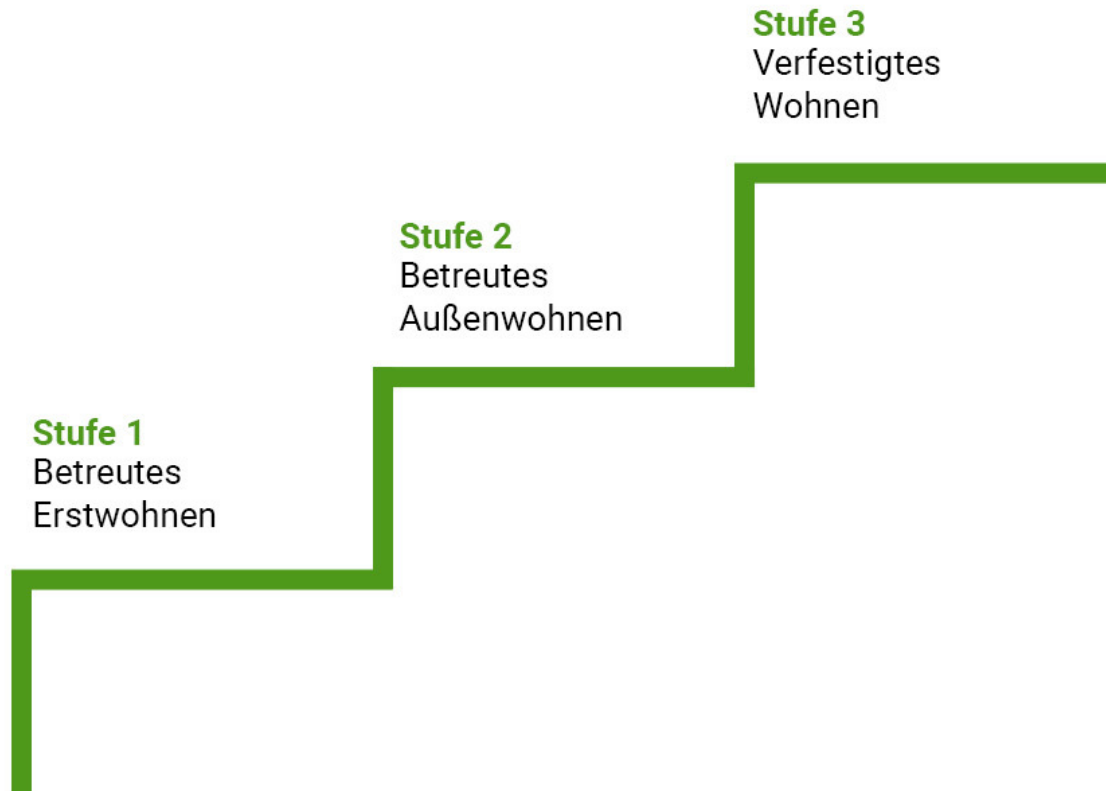 Stufe 3
Verfestigtes
Wohnen
Stufe 2
Betreutes
Außenwohnen
Stufe 1
Betreutes
Erstwohnen